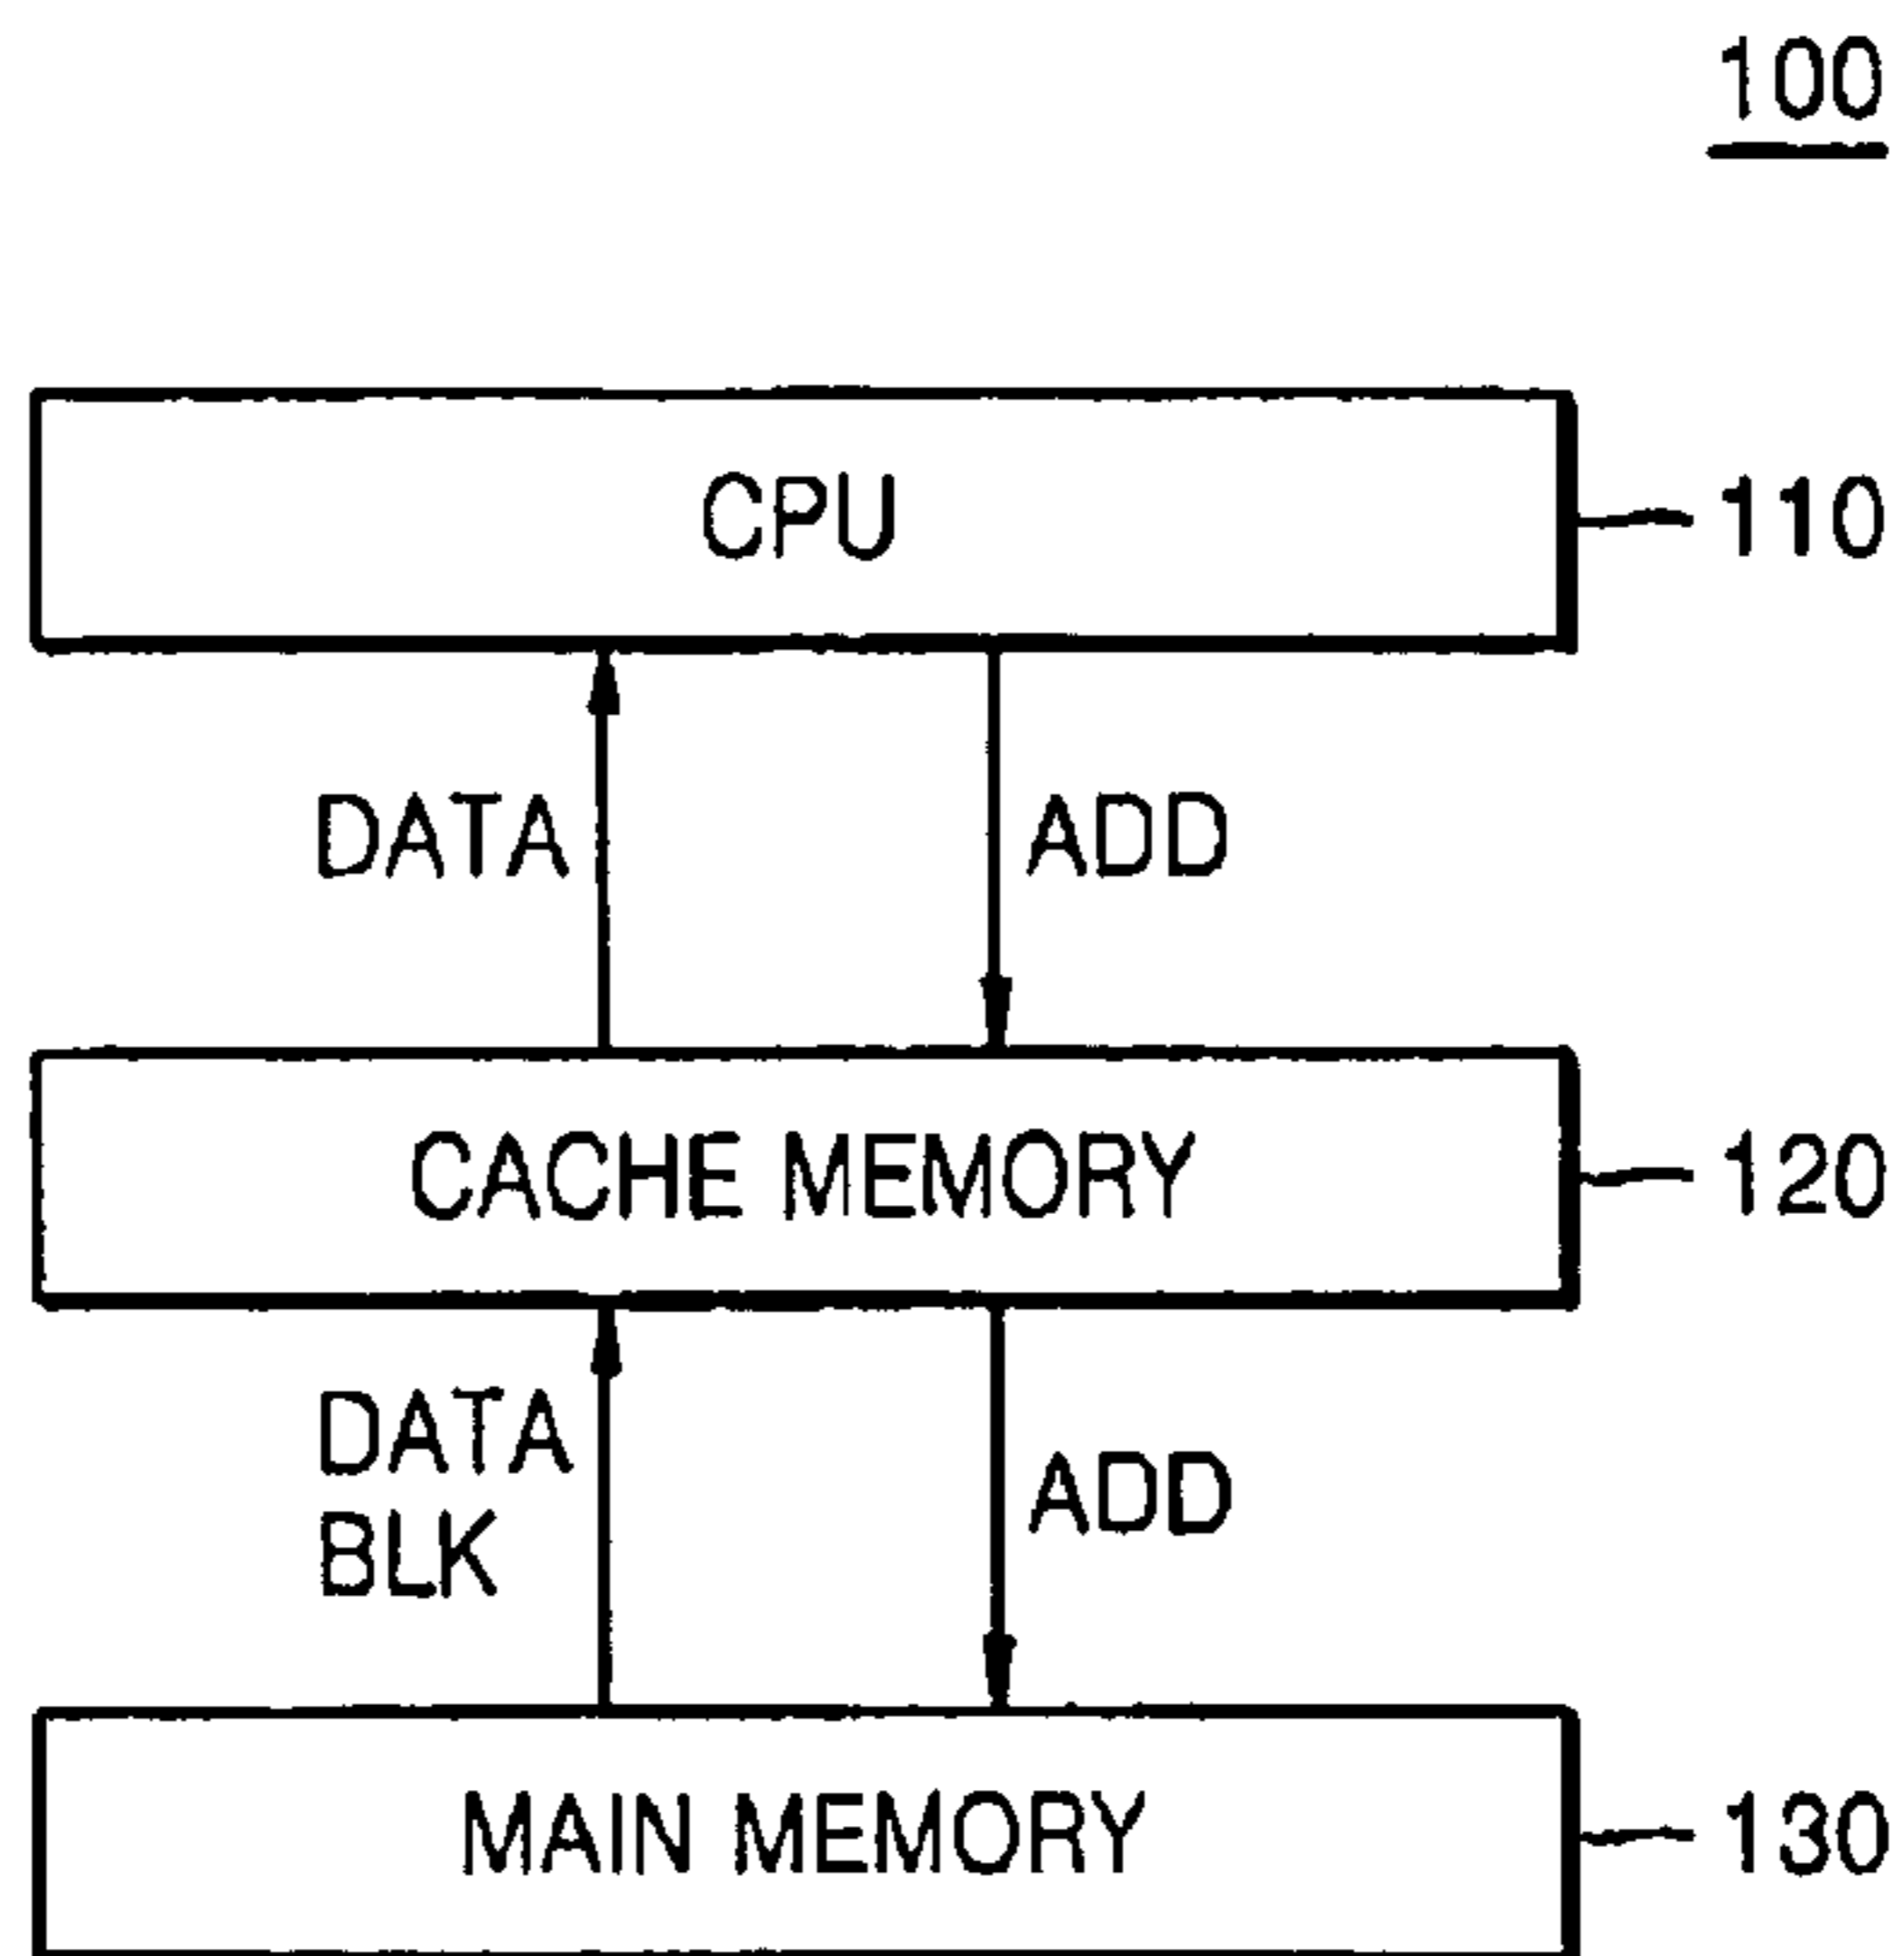 100
CPU
110
DATA
ADD
CACHE MEMORY
120
DATA
BLK
ADD
MAIN MEMORY
130